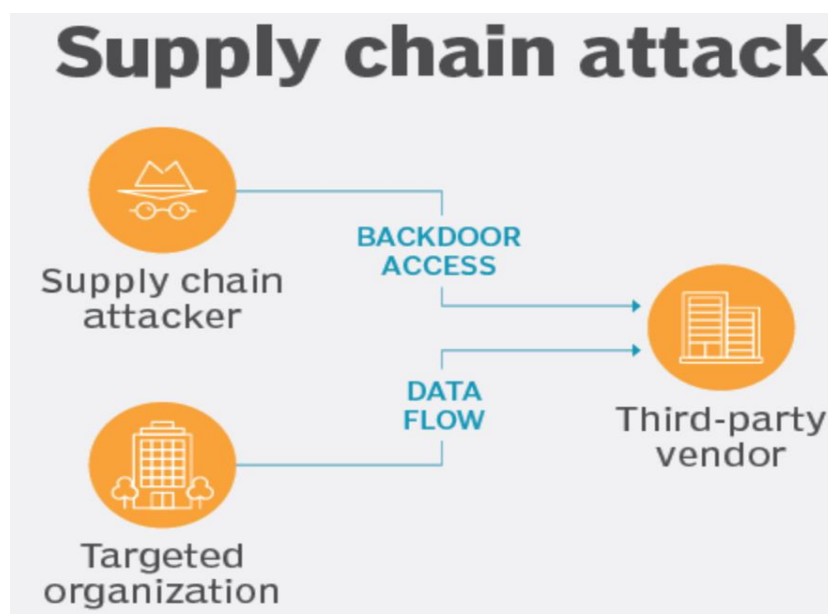 Supply chain attack
Supply chain
attacker
BACKDOOR
ACCESS
Third-party
vendor
DATA
FLOW
Targeted
organization